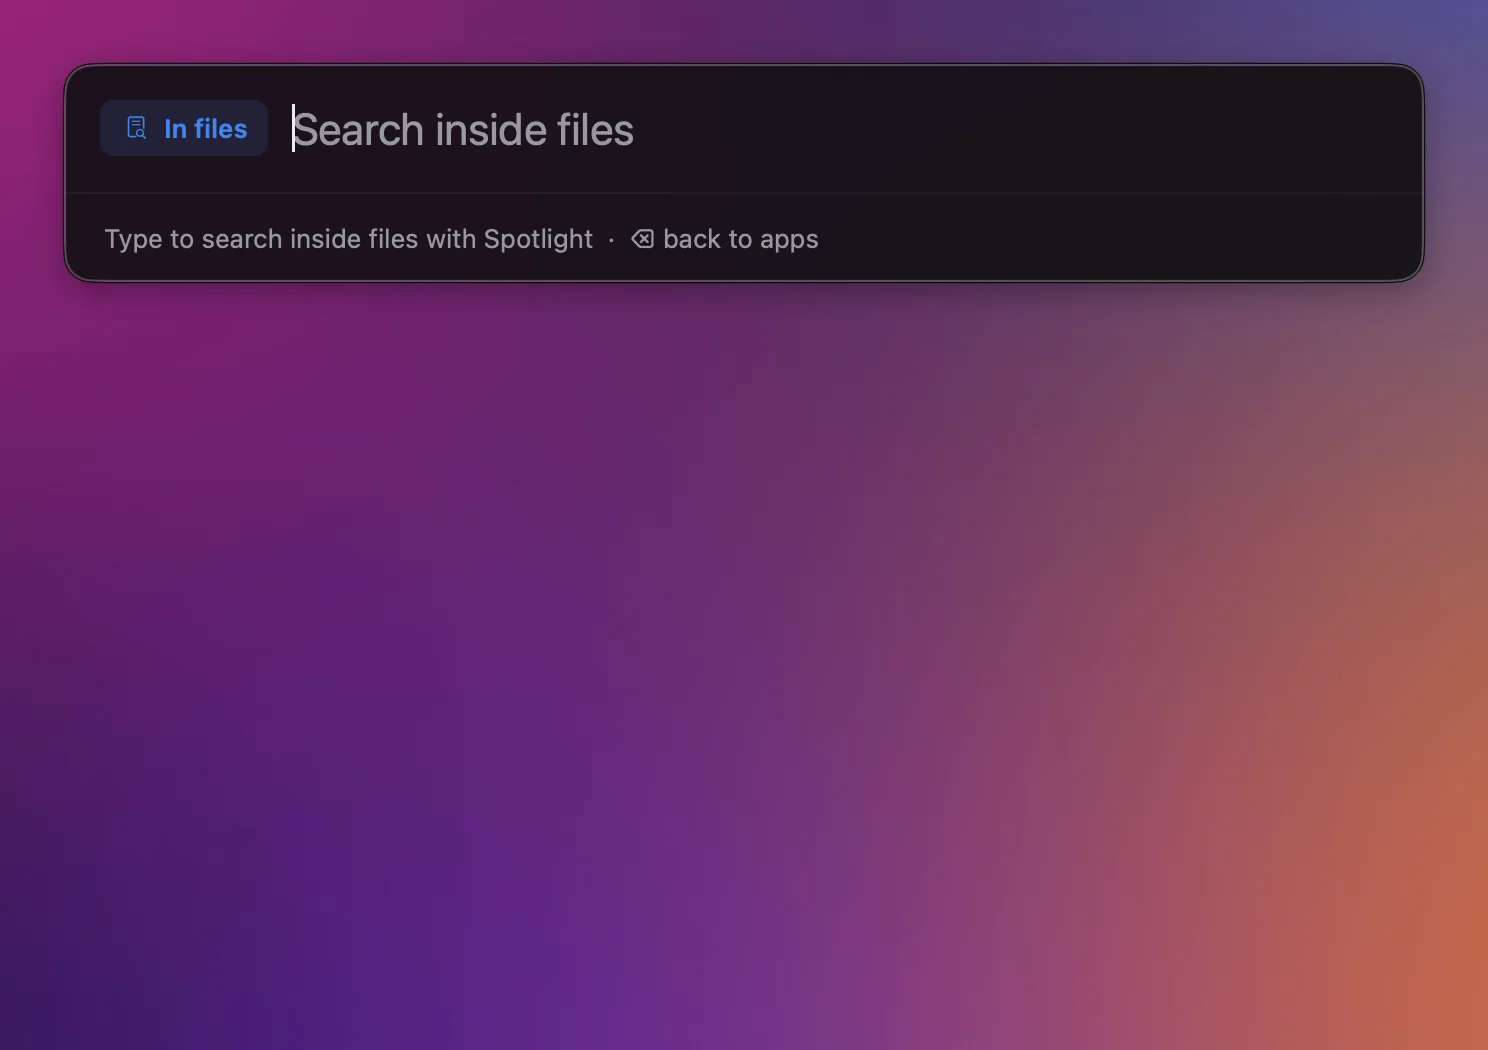 In files Search inside files
Type to search inside files with Spotlight · ⌫ back to apps